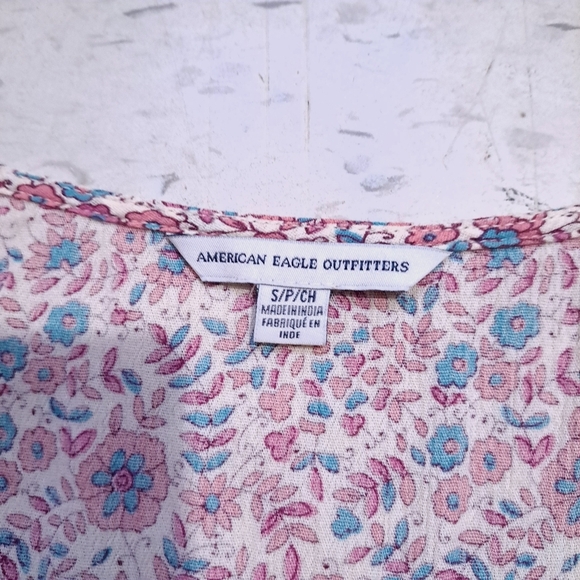 AMERICAN EAGLE OUTFITTERS
S/P/CH
MADE IN INDIA
FABRIQUÉ EN
INDE